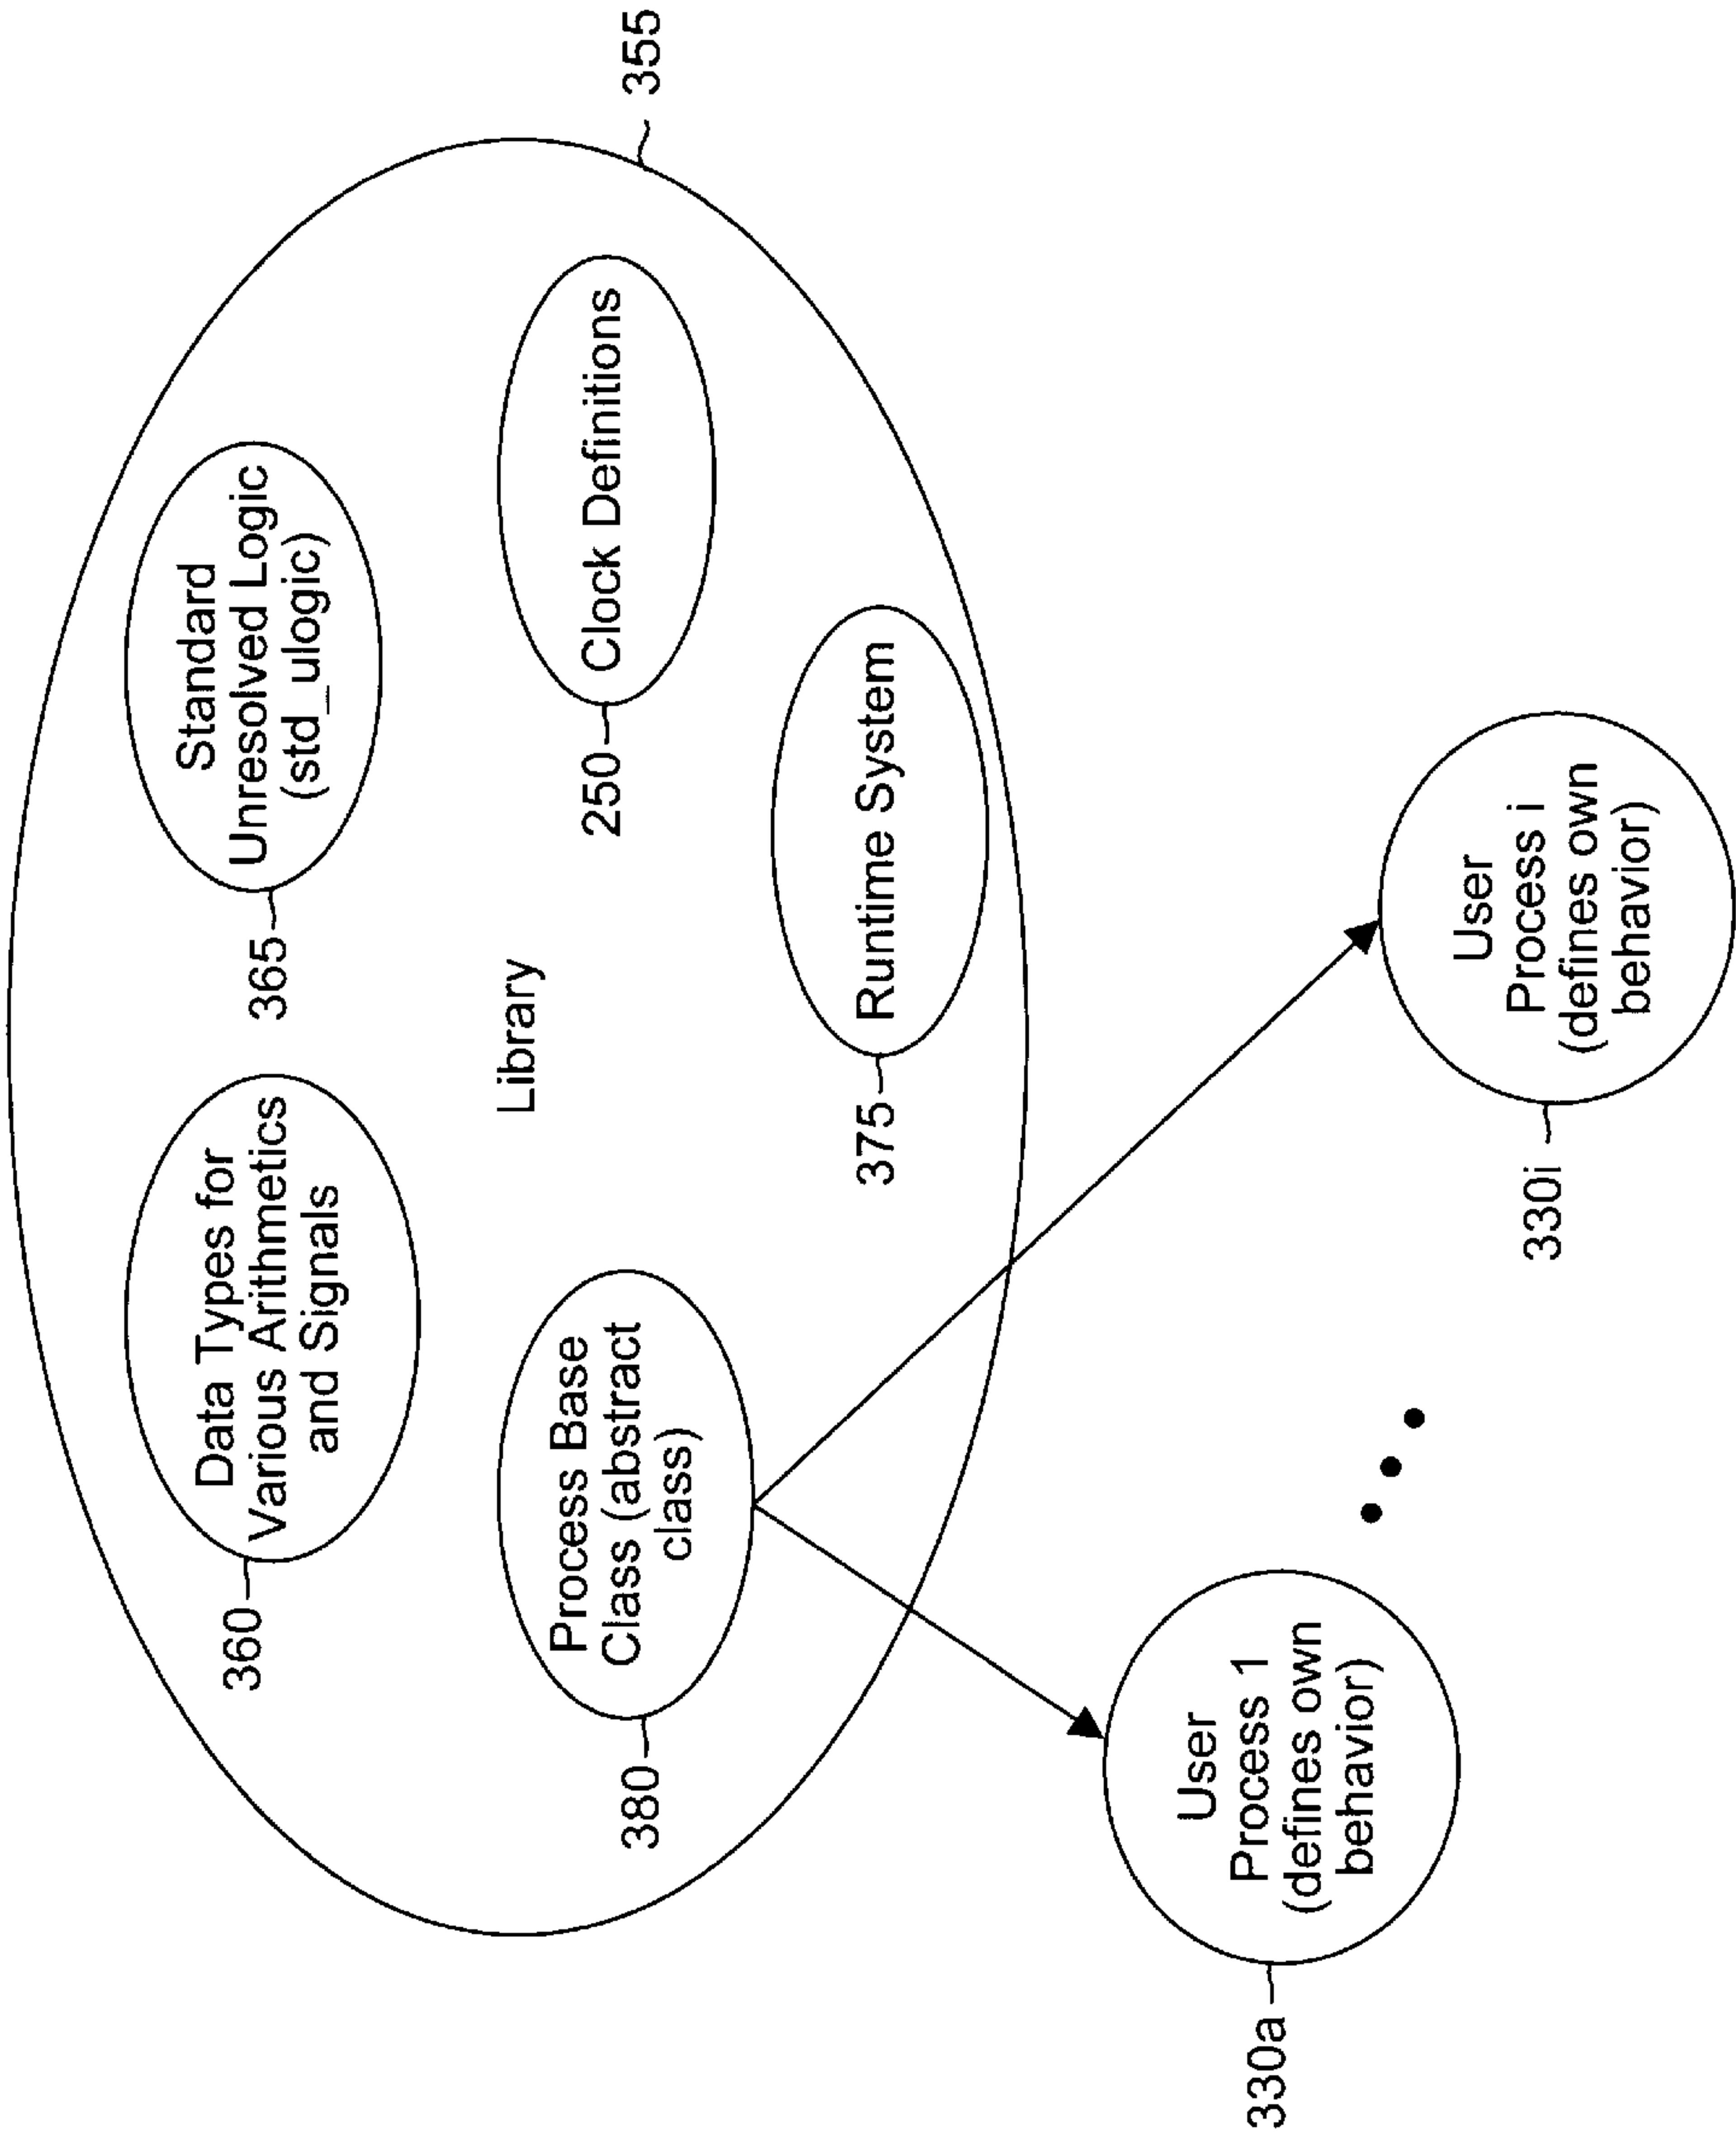 355
360
Data Types for
Various Arithmetics
and Signals
365
Standard
Unresolved Logic
(std_ulogic)
Library
380
Process Base
Class (abstract
class)
250
Clock Definitions
375
Runtime System
330a
User
Process 1
(defines own
behavior)
330i
User
Process i
(defines own
behavior)